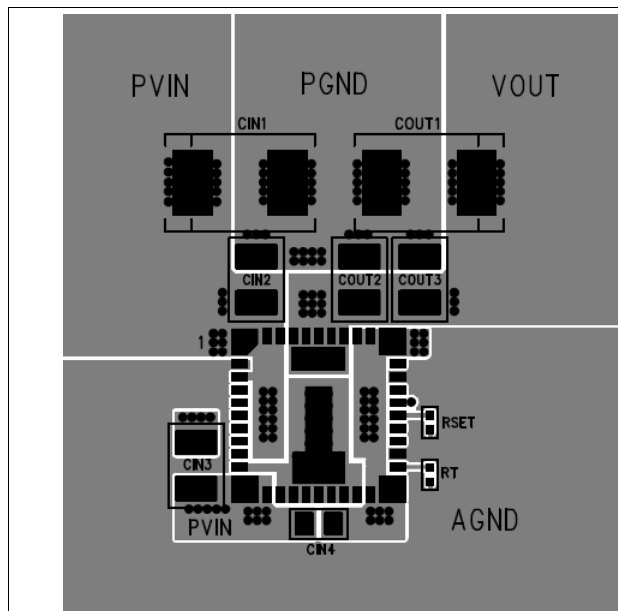 PVIN PGND VOUT
CIN1 COUT1
CIN2 COUT2 COUT3
1
RSET
CIN3
RT
PVIN AGND
CIN4